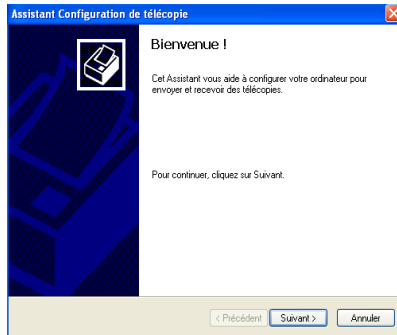 Assistant Configuration de télécopie
Bienvenue !
Cet Assistant vous aide à configurer votre ordinateur pour
envoyer et recevoir des télécopies.
Pour continuer, cliquez sur Suivant.
< Précédent
Suivant >
Annuler